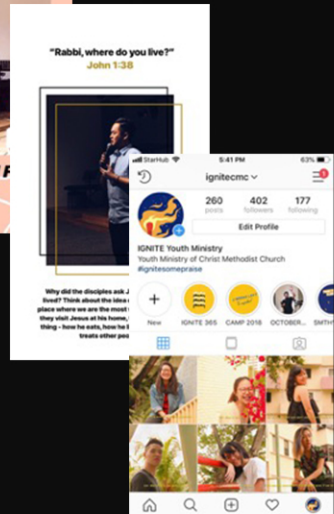 “Rabbi, where do you live?”
John 1:38
Why did the disciples ask J
lived? Think about the idea
place where we are the most
they visit Jesus at his home,
thing - how he eats, how he l
treats other peo
StarHub
5:41 PM
63%
ignitecmc
1
260
402
177
posts
followers
following
Edit Profile
IGNITE Youth Ministry
Youth Ministry of Christ Methodist Church
#ignitesomepraise
New
IGNITE 365
CAMP 2018
OCTOBER...
SMTH